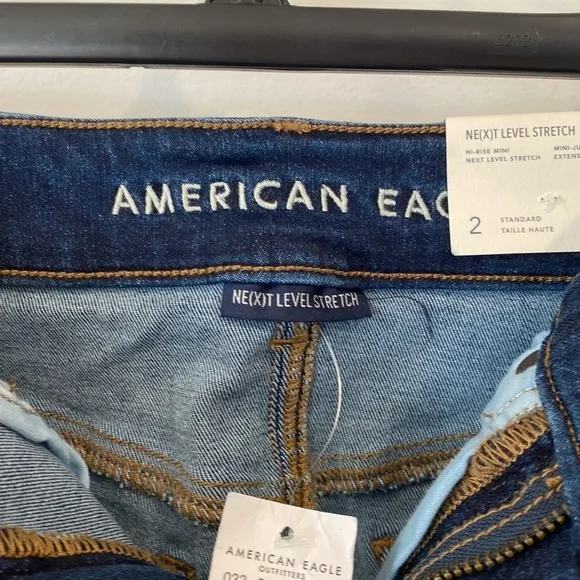 NE(X)T LEVEL STRETCH
HI-RISE MINI
NEXT LEVEL STRETCH
2
STANDARD
TAILLE HAUTE
AMERICAN
NE(X)T LEVEL STRETCH
AMERICAN EAGLE
OUTFITTERS